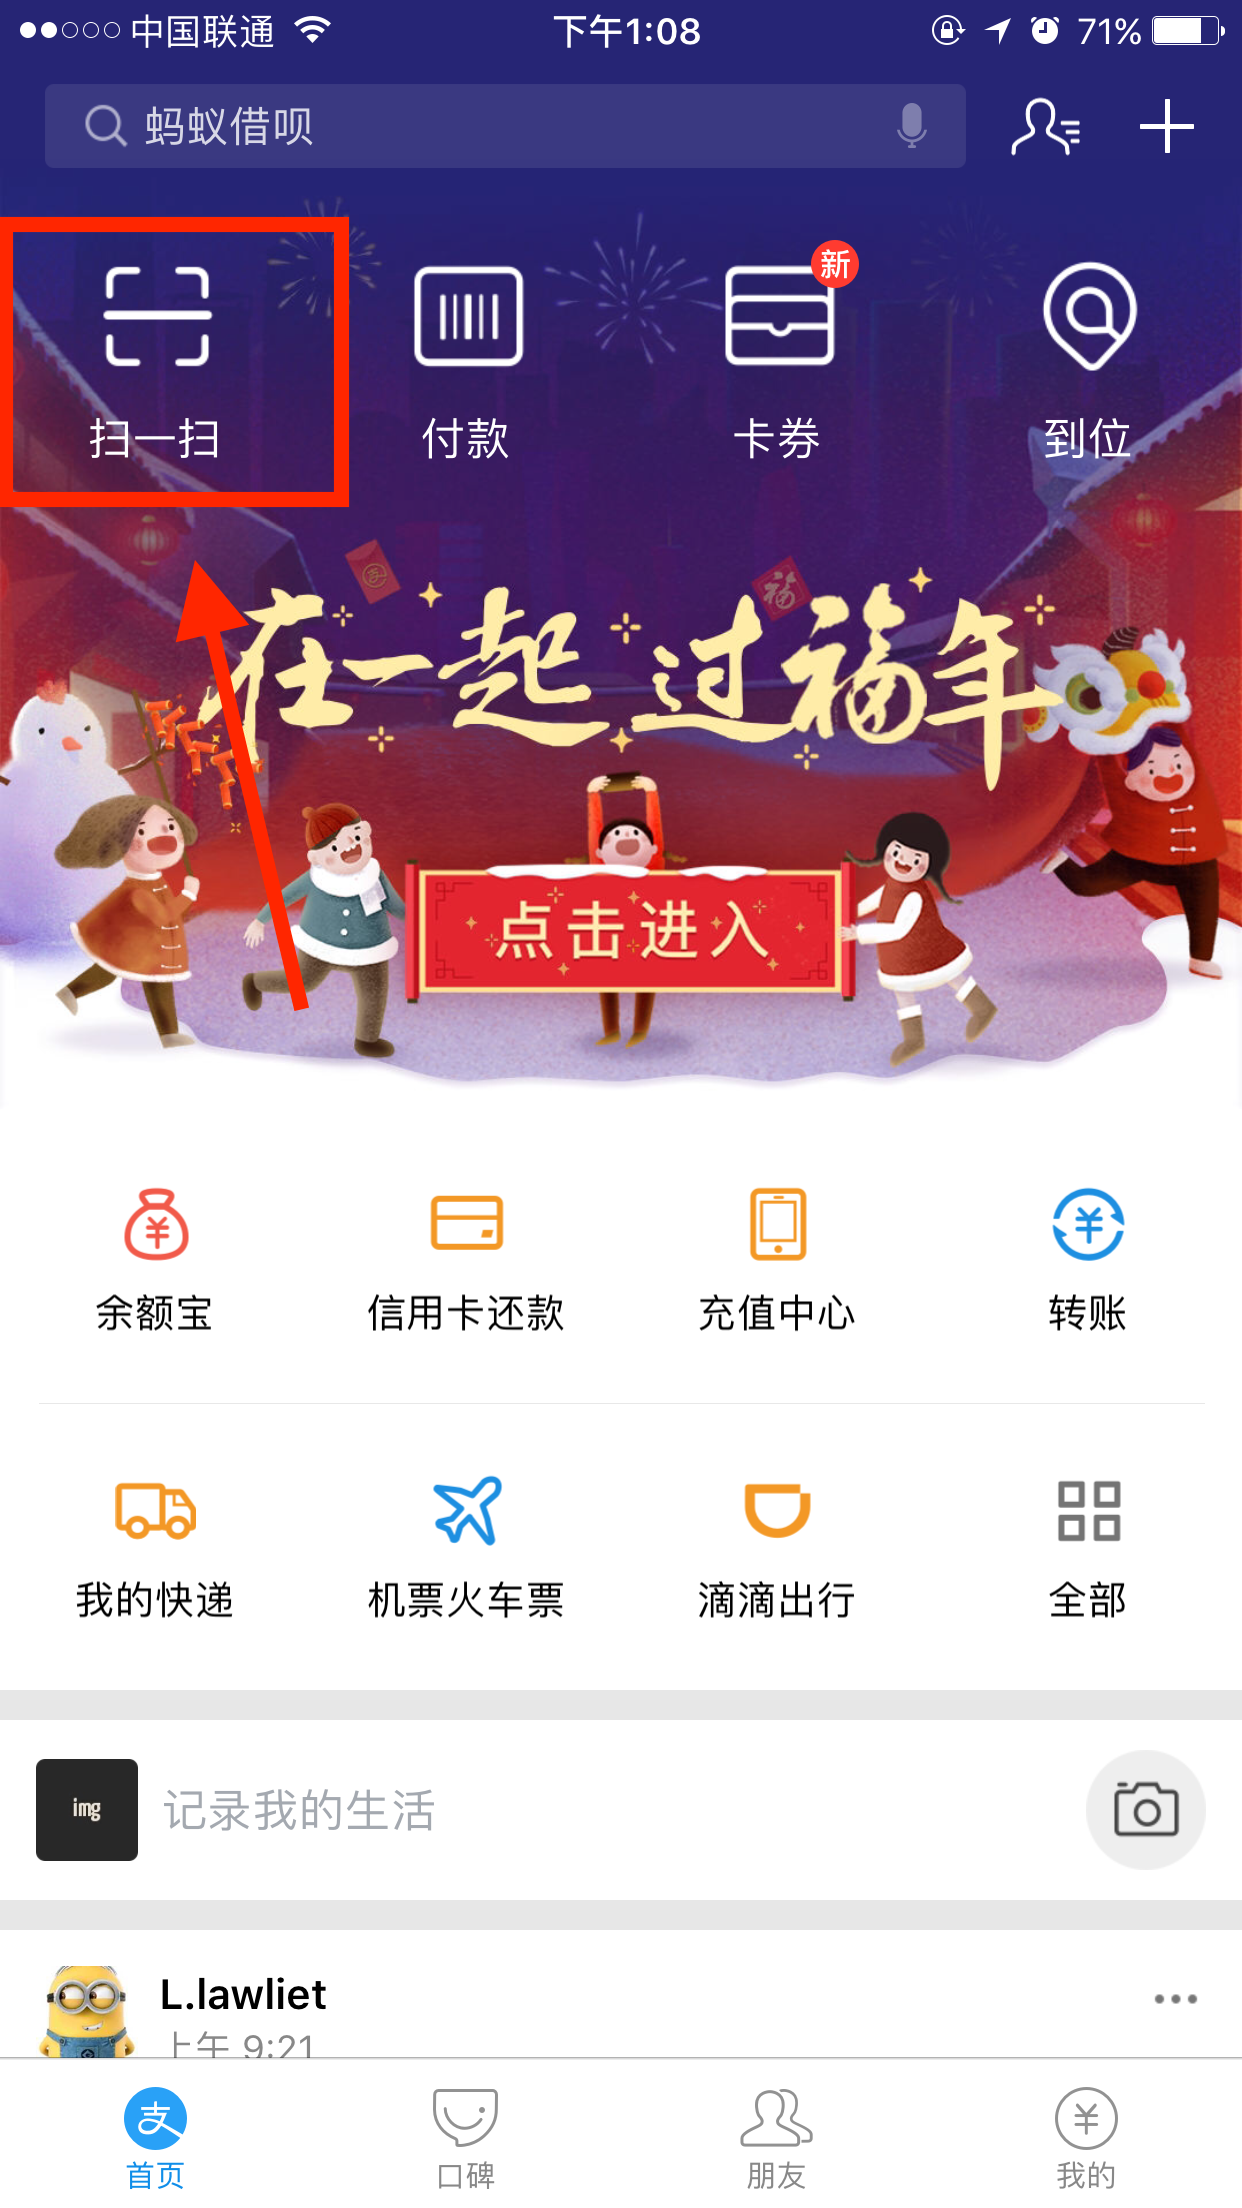 中国联通 下午1:08 71%
蚂蚁借呗
新
扫一扫 付款 卡券 到位
福
在一起 过福年
点击进入
余额宝 信用卡还款 充值中心 转账
我的快递 机票火车票 滴滴出行 全部
img 记录我的生活
L.lawliet
上午 9:21
支
首页 口碑 朋友 我的